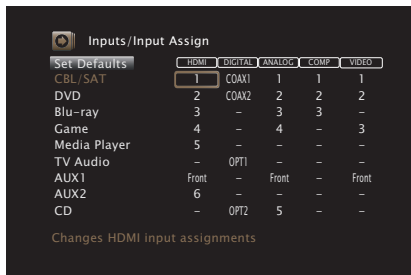 Inputs/Input Assign
Set Defaults HDMI DIGITAL ANALOG COMP VIDEO
CBL/SAT 1 COAX1 1 1 1
DVD 2 COAX2 2 2 2
Blu-ray 3 – 3 3 –
Game 4 – 4 – 3
Media Player 5 – – – –
TV Audio – OPT1 – – –
AUX1 Front – Front – Front
AUX2 6 – – – –
CD – OPT2 5 – –
Changes HDMI input assignments